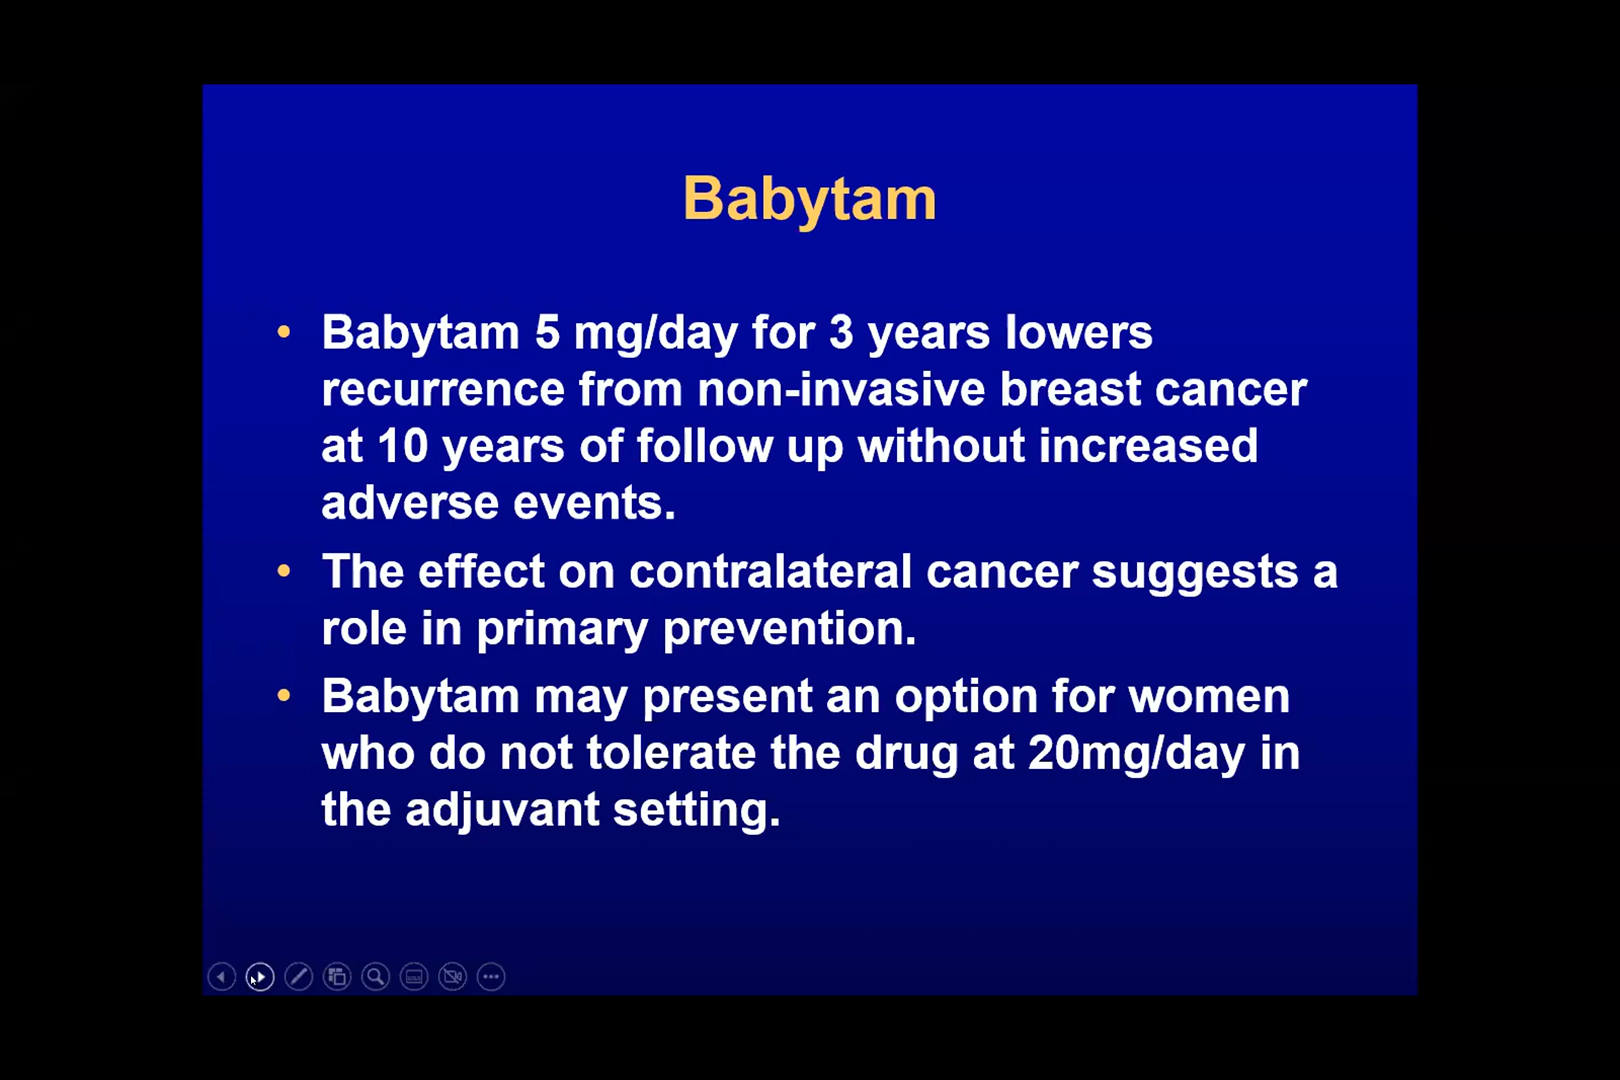 Babytam
• Babytam 5 mg/day for 3 years lowers
recurrence from non-invasive breast cancer
at 10 years of follow up without increased
adverse events.
• The effect on contralateral cancer suggests a
role in primary prevention.
• Babytam may present an option for women
who do not tolerate the drug at 20mg/day in
the adjuvant setting.